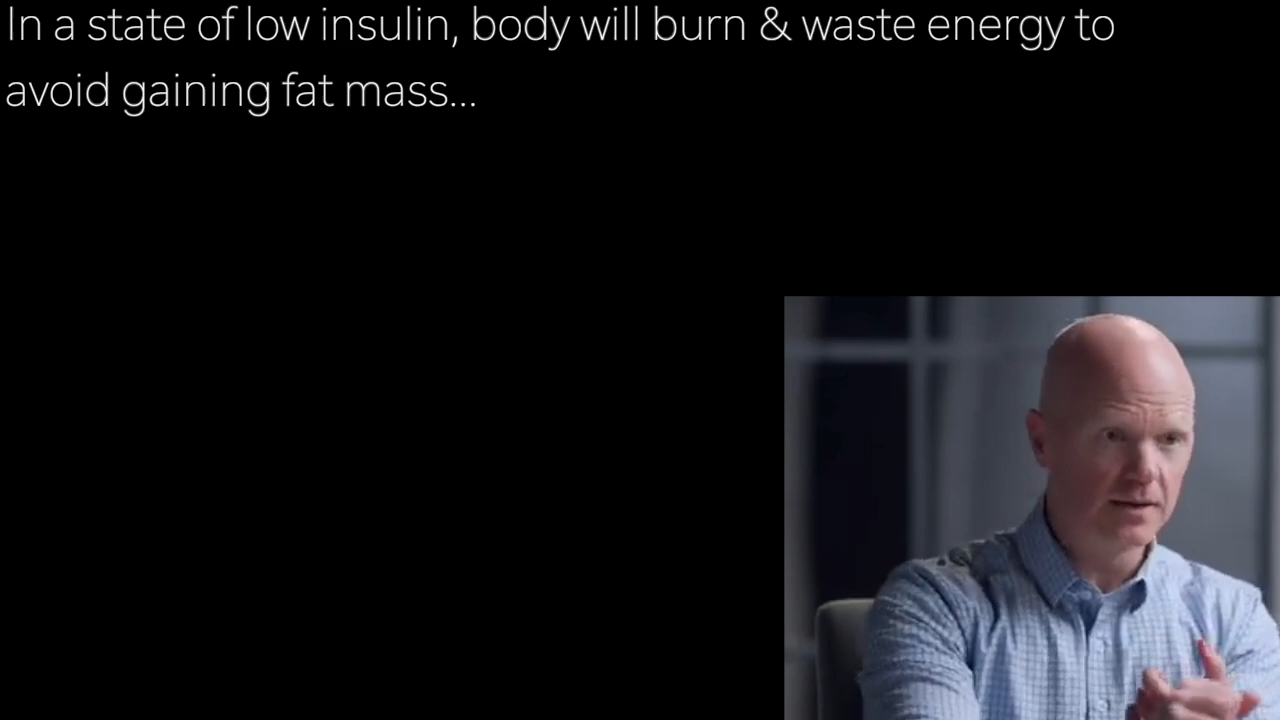 In a state of low insulin, body will burn & waste energy to
avoid gaining fat mass...